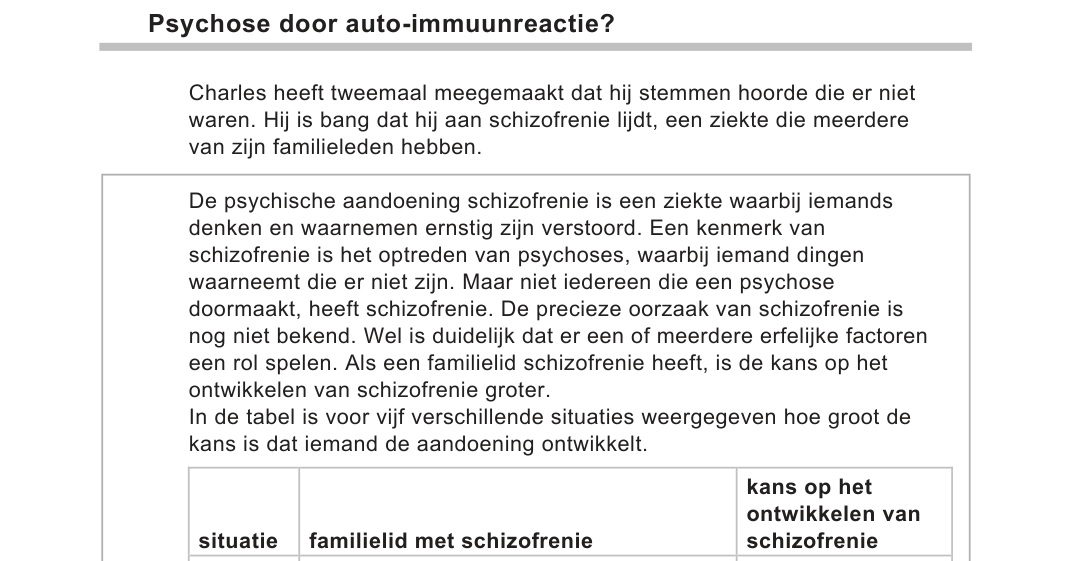 Psychose door auto-immuunreactie?
Charles heeft tweemaal meegemaakt dat hij stemmen hoorde die er niet
waren. Hij is bang dat hij aan schizofrenie lijdt, een ziekte die meerdere
van zijn familieleden hebben.
De psychische aandoening schizofrenie is een ziekte waarbij iemands
denken en waarnemen ernstig zijn verstoord. Een kenmerk van
schizofrenie is het optreden van psychoses, waarbij iemand dingen
waarneemt die er niet zijn. Maar niet iedereen die een psychose
doormaakt, heeft schizofrenie. De precieze oorzaak van schizofrenie is
nog niet bekend. Wel is duidelijk dat er een of meerdere erfelijke factoren
een rol spelen. Als een familielid schizofrenie heeft, is de kans op het
ontwikkelen van schizofrenie groter.
In de tabel is voor vijf verschillende situaties weergegeven hoe groot de
kans is dat iemand de aandoening ontwikkelt.
kans op het
ontwikkelen van
situatie familielid met schizofrenie schizofrenie